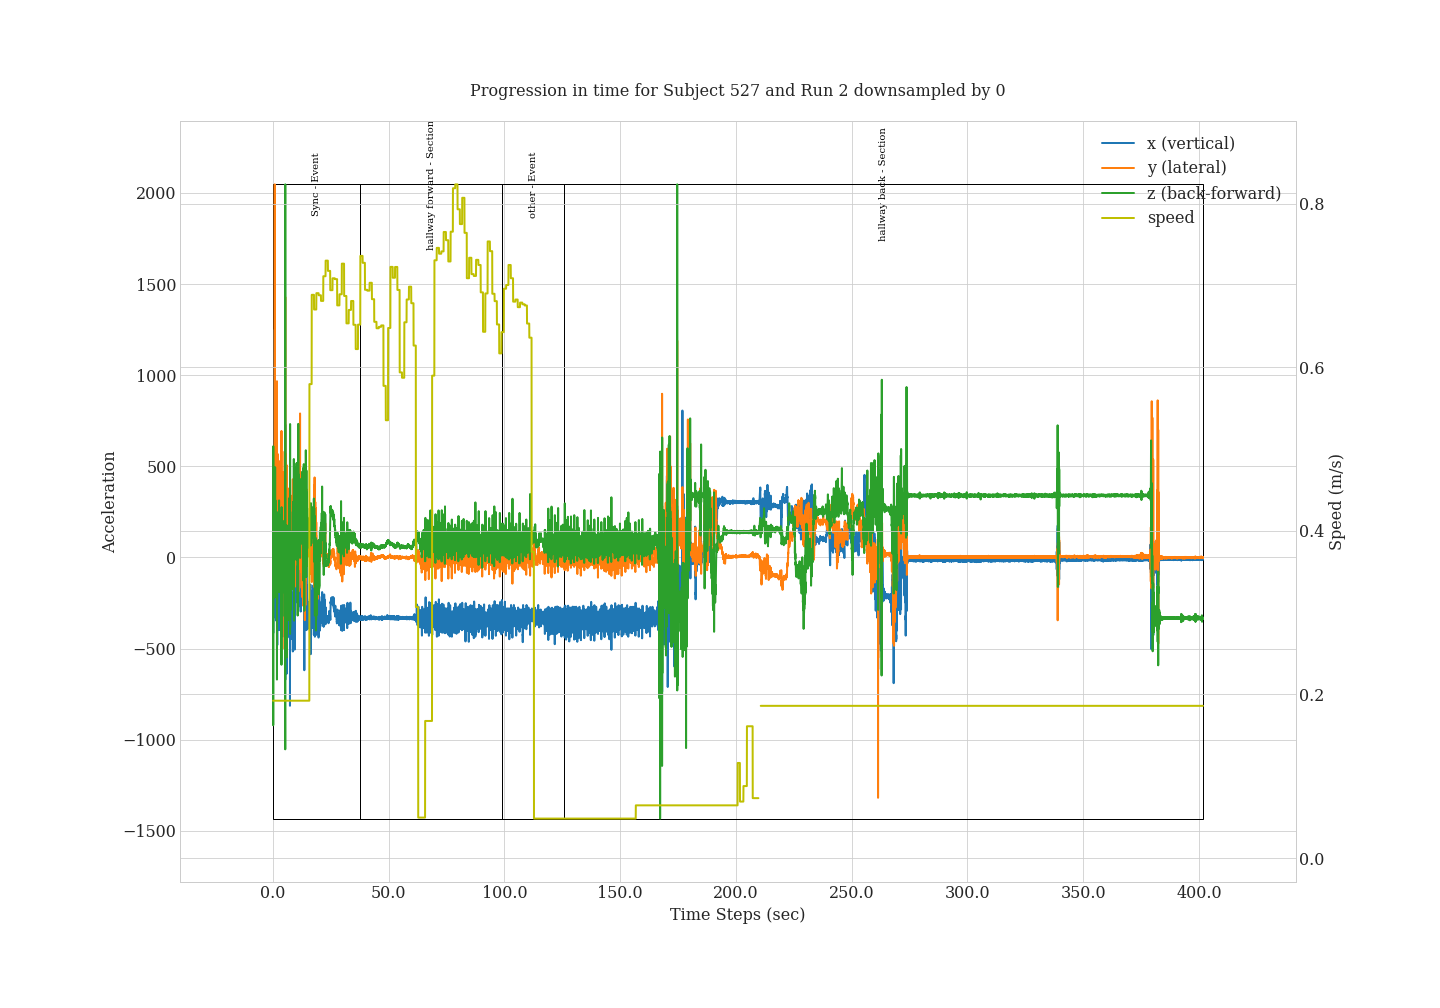 Progression in time for Subject 527 and Run 2 downsampled by 0
Sync - Event
hallway forward - Section
other - Event
hallway back - Section
x (vertical)
y (lateral)
z (back-forward)
speed
2000
1500
1000
500
0
−500
−1000
−1500
Acceleration
0.8
0.6
0.4
0.2
0.0
Speed (m/s)
0.0 50.0 100.0 150.0 200.0 250.0 300.0 350.0 400.0
Time Steps (sec)